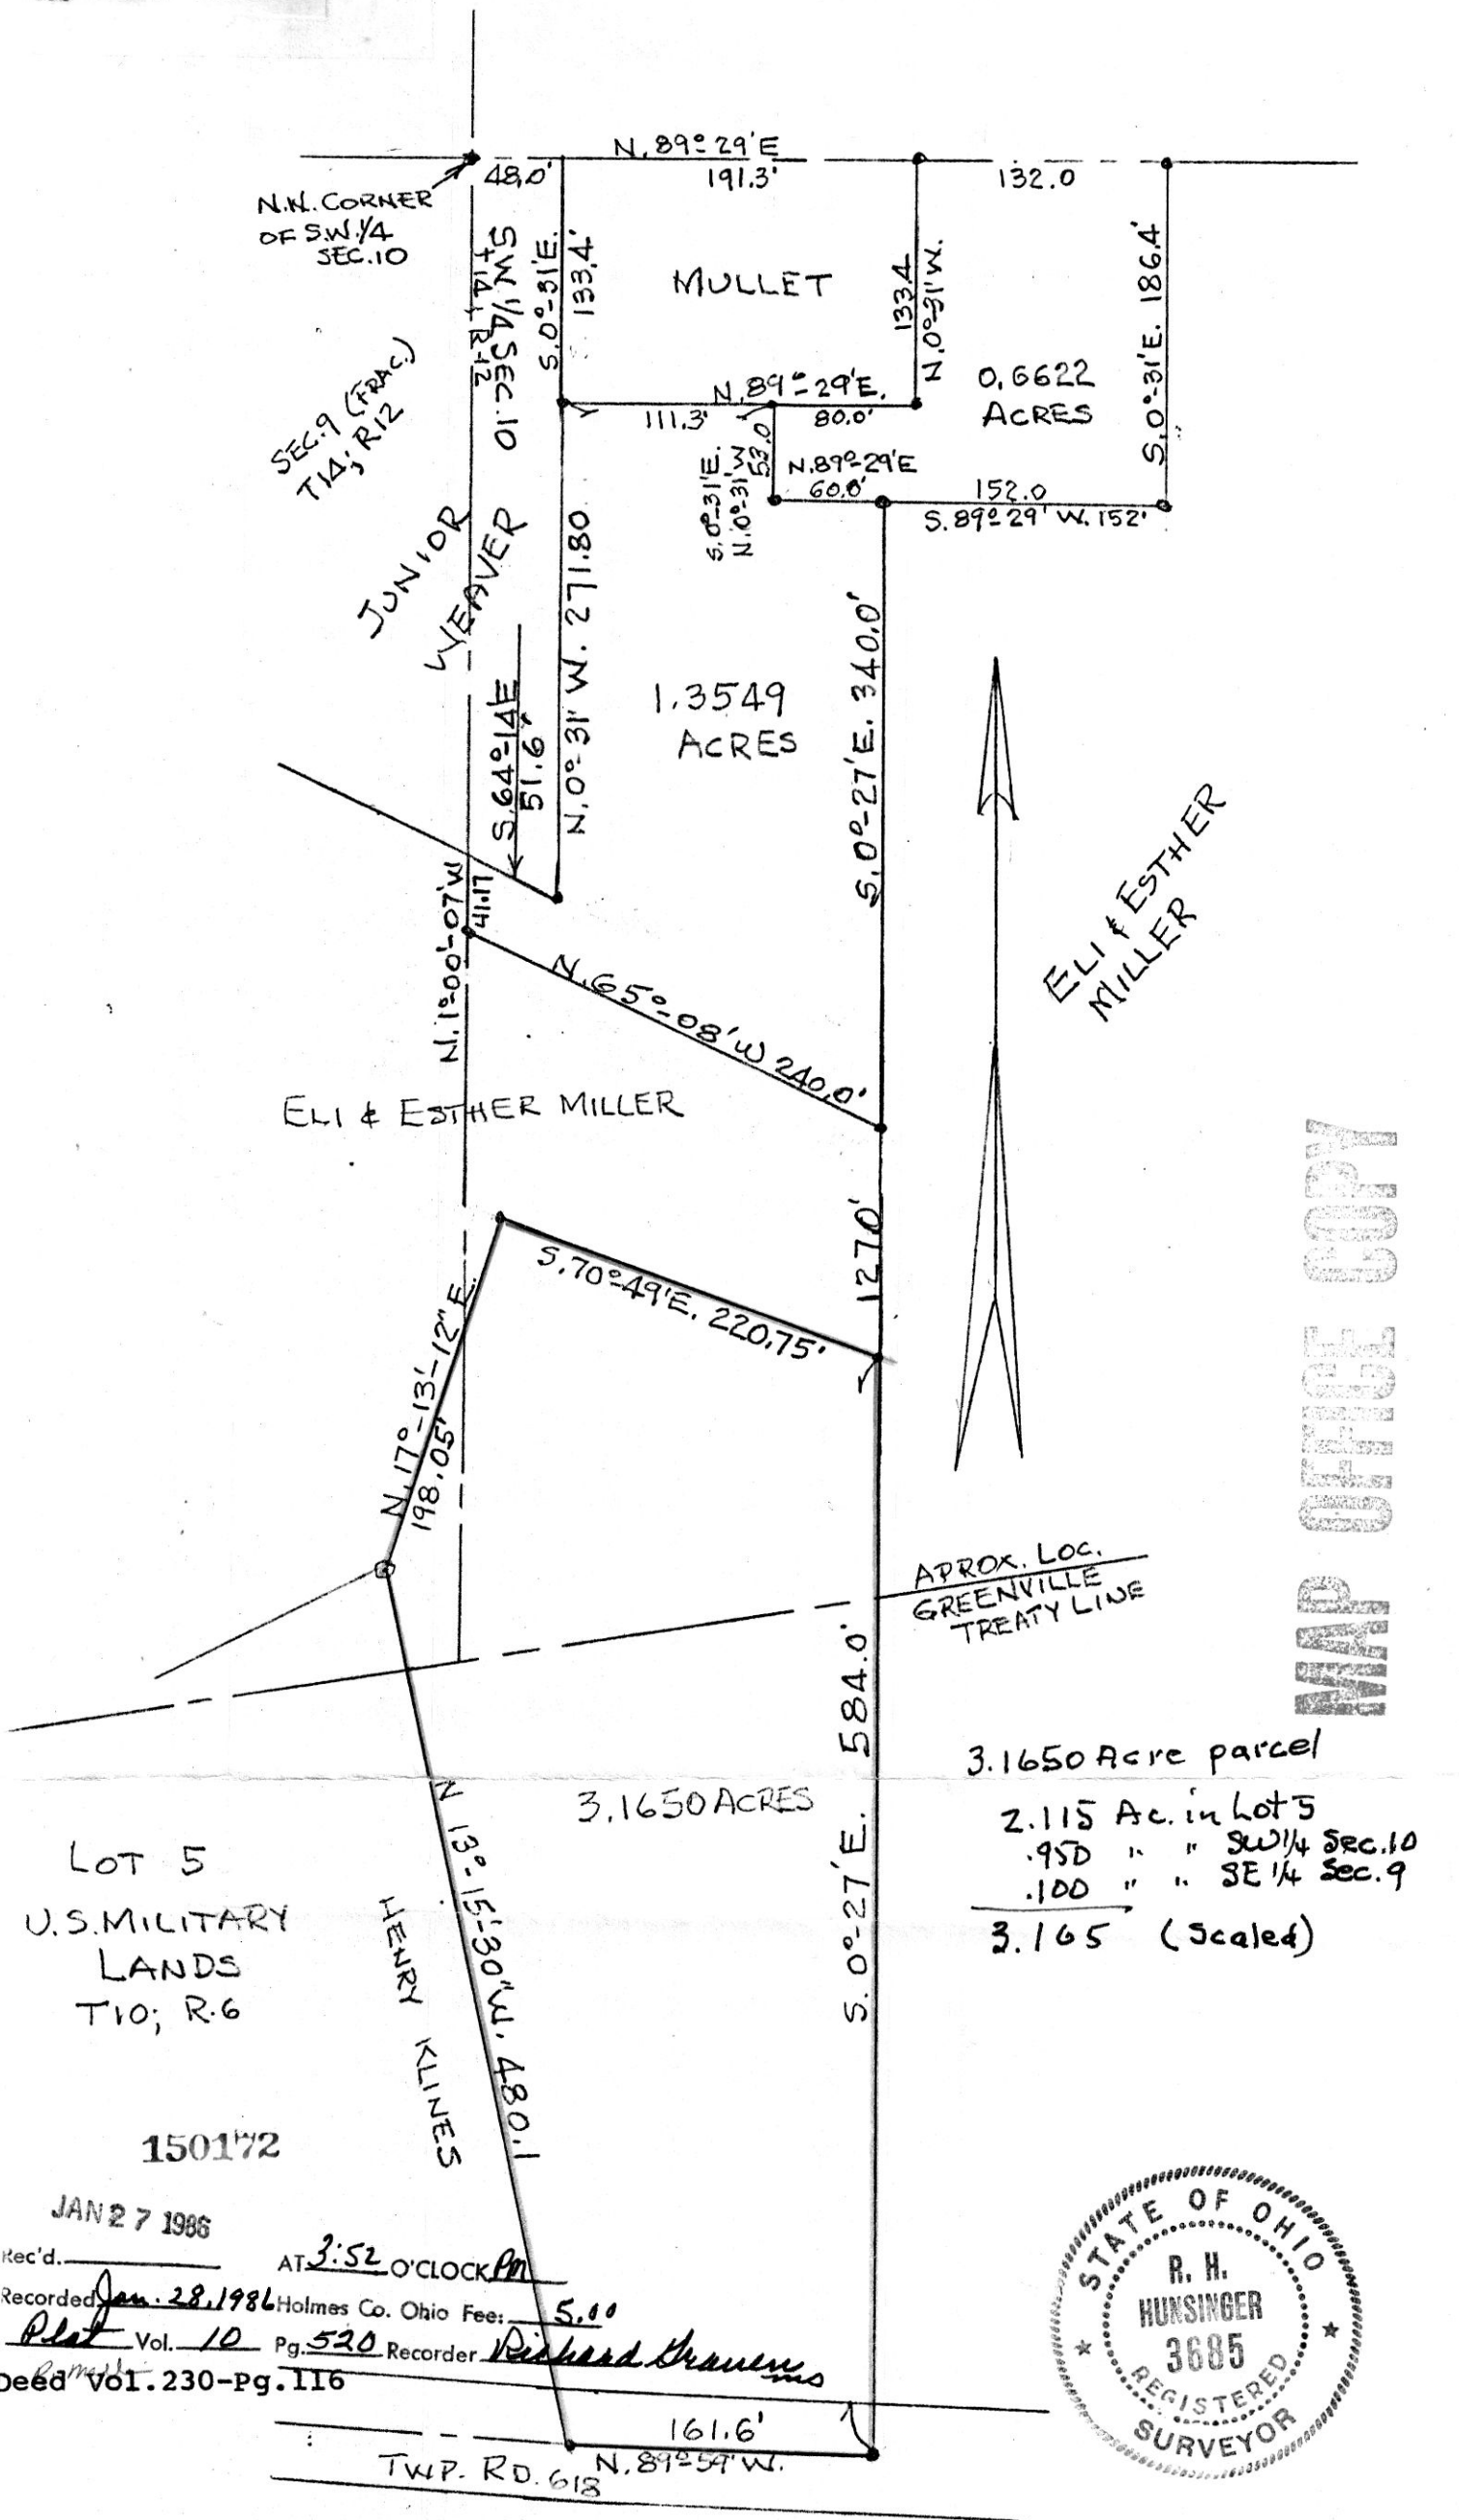 N. 89°-29'E
48.0'
191.3'
132.0
N.W. CORNER
OF S.W. 1/4
SEC. 10
S.W. 1/4 SEC. 10
T14; R-12
S.0°-31'E.
133.4'
MULLET
133.4
N.0°-31'W.
S.0°-31'E. 186.4'
0.6622
ACRES
SEC. 9 (FRAC.)
T14; R12
N. 89°-29'E.
111.3'
80.0'
S.0°-31'E.
N.0°-31'W
53.0
N.89°-29'E
60.0'
152.0
S. 89°-29' W. 152'
JUNIOR
WEAVER
N.0°-31' W. 271.80
S.64°-14'E
51.6'
1.3549
ACRES
S.0°-27'E. 340.0'
N.1°-00'-07"W
41.17
N.65°-08'W 240.0'
ELI & ESTHER
MILLER
ELI & ESTHER MILLER
127.0'
S.70°-49'E. 220.75'
N.17°-13'-12"E.
198.05'
MAP OFFICE COPY
APROX. LOC.
GREENVILLE
TREATY LINE
S.0°-27'E. 584.0'
3.1650 ACRES
3.1650 Acre parcel
2.115 Ac. in Lot 5
.950 " " SW 1/4 Sec. 10
.100 " " SE 1/4 Sec. 9
3.165 (Scaled)
LOT 5
U.S. MILITARY
LANDS
T10; R.6
N 13°-15'-30"W. 480.1
HENRY KLINES
150172
JAN 27 1986
Rec'd. AT 3:52 O'CLOCK PM
Recorded Jan. 28, 1986 Holmes Co. Ohio Fee: 5.00
Plat Vol. 10 Pg. 520 Recorder Richard Graven
Deed Vol.230-Pg.116
161.6'
N. 89°-59'W.
TWP. RD. 618
STATE OF OHIO
R. H.
HUNSINGER
3685
REGISTERED
SURVEYOR